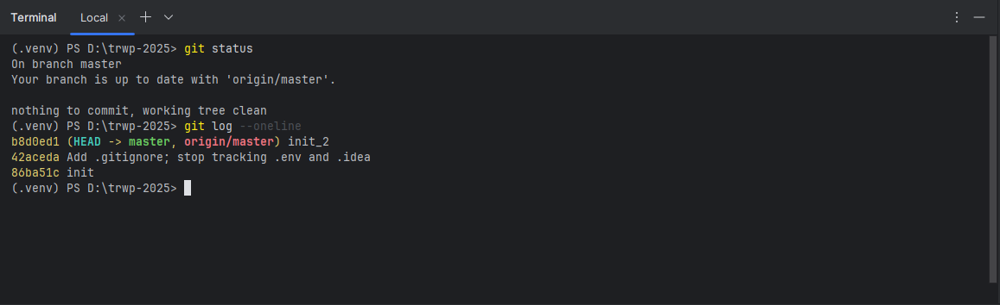 Terminal Local
(.venv) PS D:\trwp-2025> git status
On branch master
Your branch is up to date with 'origin/master'.
nothing to commit, working tree clean
(.venv) PS D:\trwp-2025> git log --oneline
b8d0ed1 (HEAD -> master, origin/master) init_2
42aceda Add .gitignore; stop tracking .env and .idea
86ba51c init
(.venv) PS D:\trwp-2025>